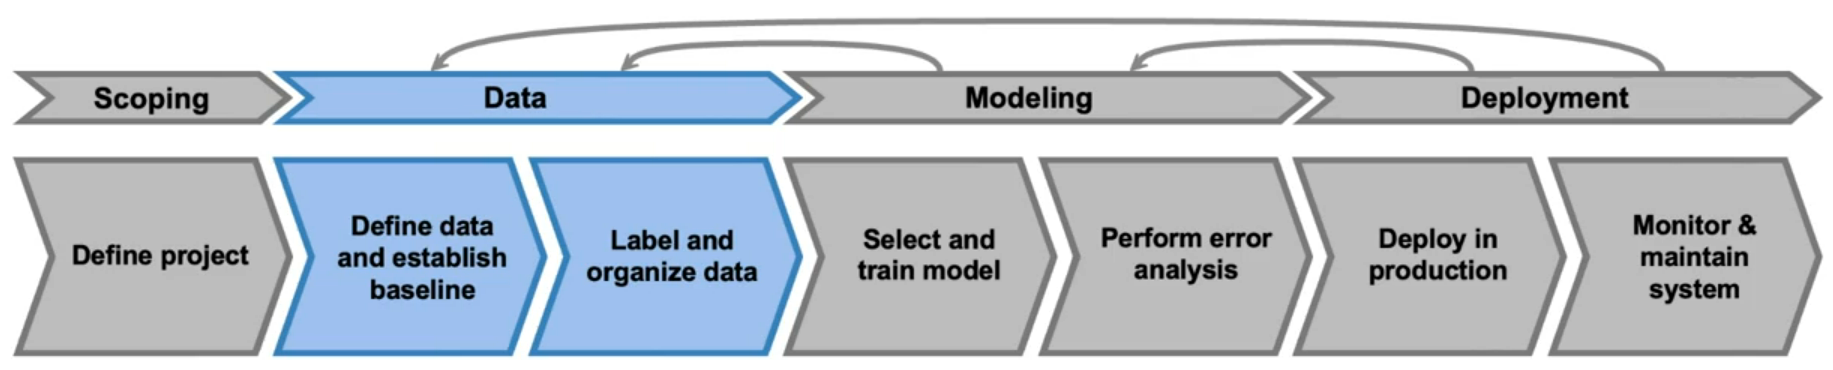 Scoping
Data
Modeling
Deployment
Define project
Define data
and establish
baseline
Label and
organize data
Select and
train model
Perform error
analysis
Deploy in
production
Monitor &
maintain
system